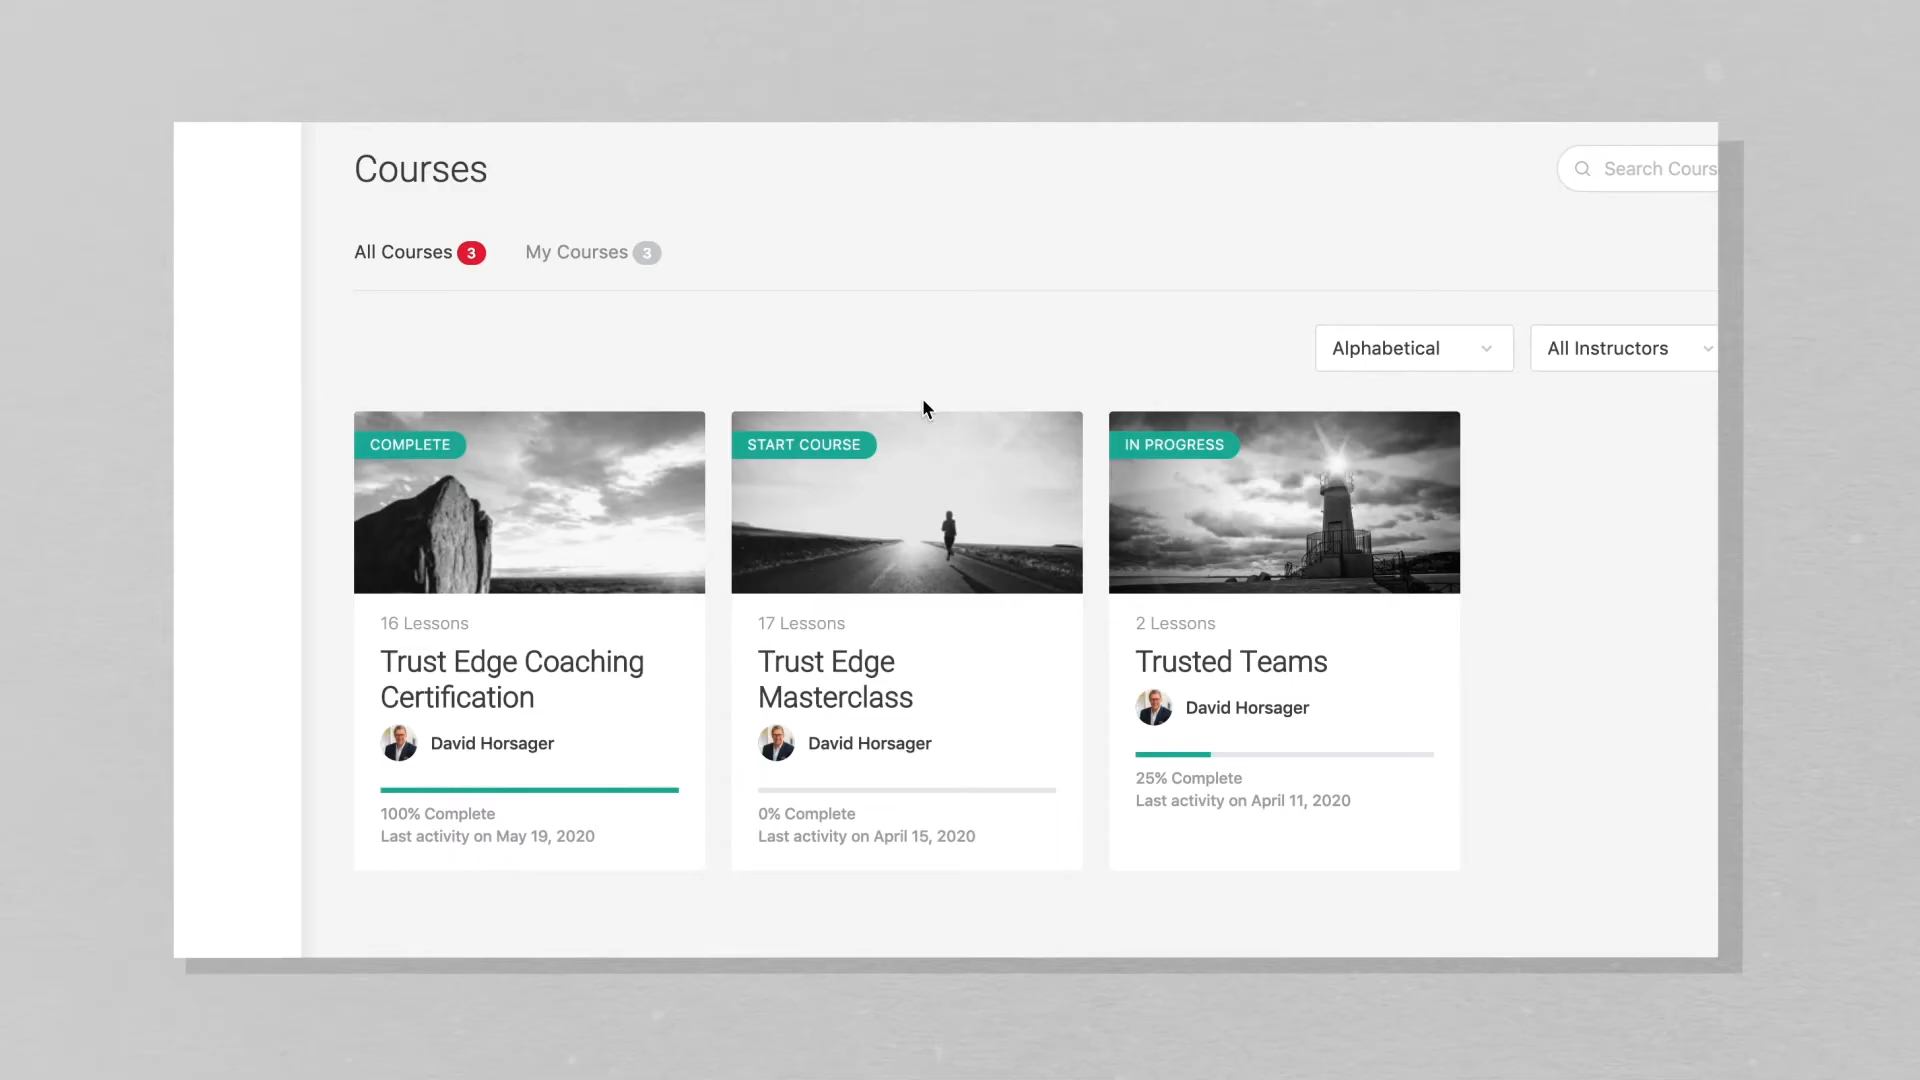 Courses
Search Cours
All Courses 3
My Courses 3
Alphabetical
All Instructors
COMPLETE
START COURSE
IN PROGRESS
16 Lessons
Trust Edge Coaching
Certification
David Horsager
100% Complete
Last activity on May 19, 2020
17 Lessons
Trust Edge
Masterclass
David Horsager
0% Complete
Last activity on April 15, 2020
2 Lessons
Trusted Teams
David Horsager
25% Complete
Last activity on April 11, 2020